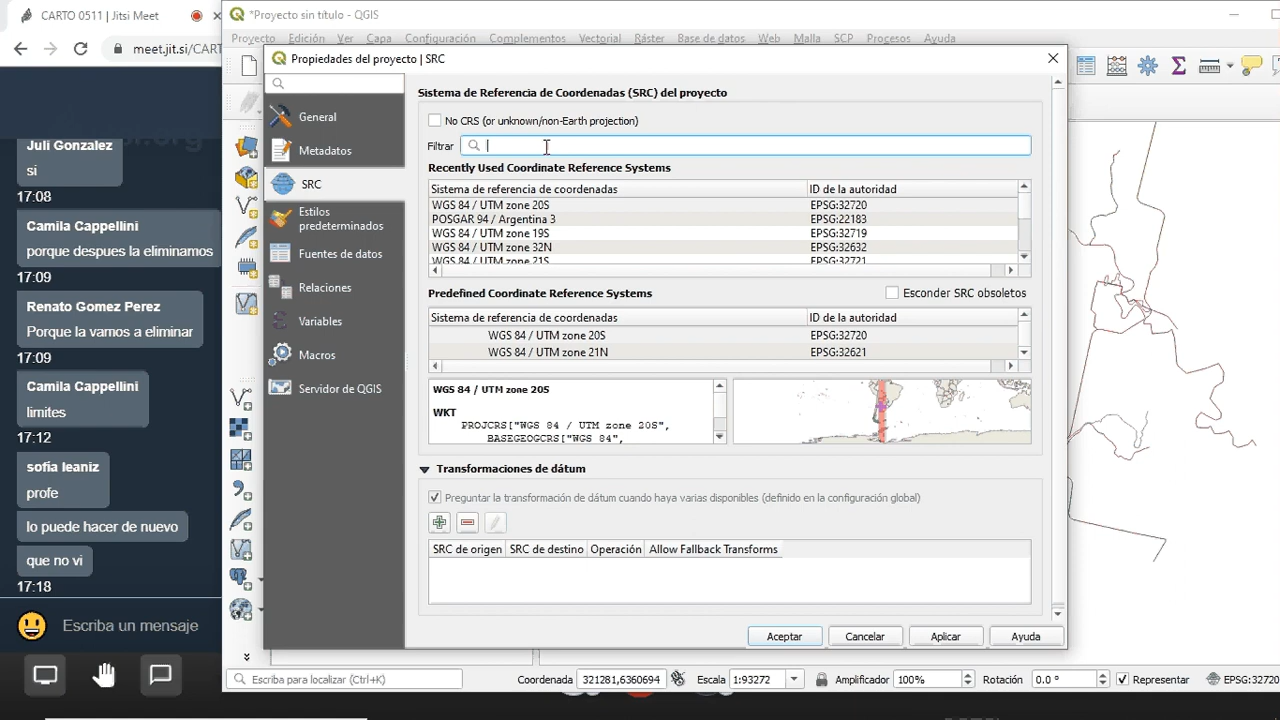 CARTO 0511 | Jitsi Meet
meet.jit.si/CART
Juli Gonzalez
si
17:08
Camila Cappellini
porque despues la eliminamos
17:09
Renato Gomez Perez
Porque la vamos a eliminar
17:09
Camila Cappellini
limites
17:12
sofia leaniz
profe
lo puede hacer de nuevo
que no vi
17:18
Escriba un mensaje
*Proyecto sin título - QGIS
Proyecto Edición Ver Capa Configuración Complementos Vectorial Ráster Base de datos Web Malla SCP Procesos Ayuda
Propiedades del proyecto | SRC
General
Metadatos
SRC
Estilos
predeterminados
Fuentes de datos
Relaciones
Variables
Macros
Servidor de QGIS
Sistema de Referencia de Coordenadas (SRC) del proyecto
No CRS (or unknown/non-Earth projection)
Filtrar
Recently Used Coordinate Reference Systems
Sistema de referencia de coordenadas ID de la autoridad
WGS 84 / UTM zone 20S EPSG:32720
POSGAR 94 / Argentina 3 EPSG:22183
WGS 84 / UTM zone 19S EPSG:32719
WGS 84 / UTM zone 32N EPSG:32632
WGS 84 / UTM zone 21S EPSG:32721
Predefined Coordinate Reference Systems Esconder SRC obsoletos
Sistema de referencia de coordenadas ID de la autoridad
WGS 84 / UTM zone 20S EPSG:32720
WGS 84 / UTM zone 21N EPSG:32621
WGS 84 / UTM zone 20S
WKT
PROJCRS["WGS 84 / UTM zone 20S",
BASEGEOGCRS["WGS 84",
Transformaciones de dátum
Preguntar la transformación de dátum cuando haya varias disponibles (definido en la configuración global)
SRC de origen SRC de destino Operación Allow Fallback Transforms
Aceptar Cancelar Aplicar Ayuda
Escriba para localizar (Ctrl+K) Coordenada 321281,6360694 Escala 1:93272 Amplificador 100% Rotación 0.0 ° Representar EPSG:32720